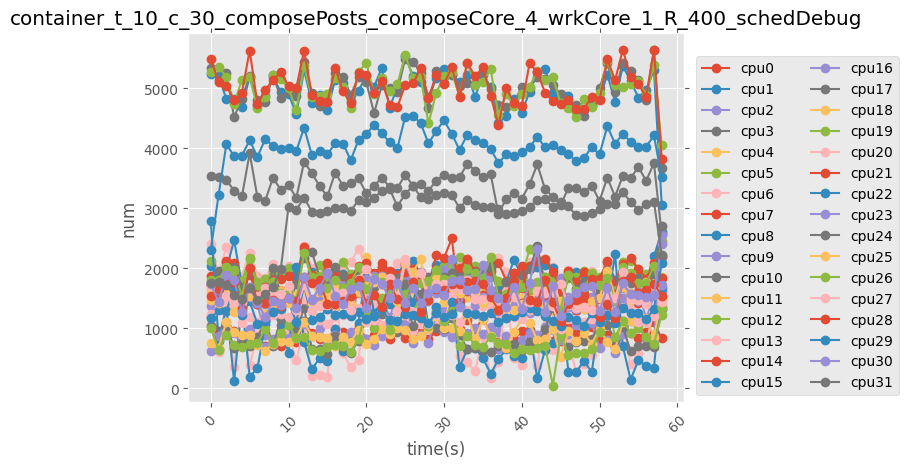 container_t_10_c_30_composePosts_composeCore_4_wrkCore_1_R_400_schedDebug
num
5000
4000
3000
2000
1000
0
0 10 20 30 40 50 60
time(s)
cpu0 cpu16
cpu1 cpu17
cpu2 cpu18
cpu3 cpu19
cpu4 cpu20
cpu5 cpu21
cpu6 cpu22
cpu7 cpu23
cpu8 cpu24
cpu9 cpu25
cpu10 cpu26
cpu11 cpu27
cpu12 cpu28
cpu13 cpu29
cpu14 cpu30
cpu15 cpu31